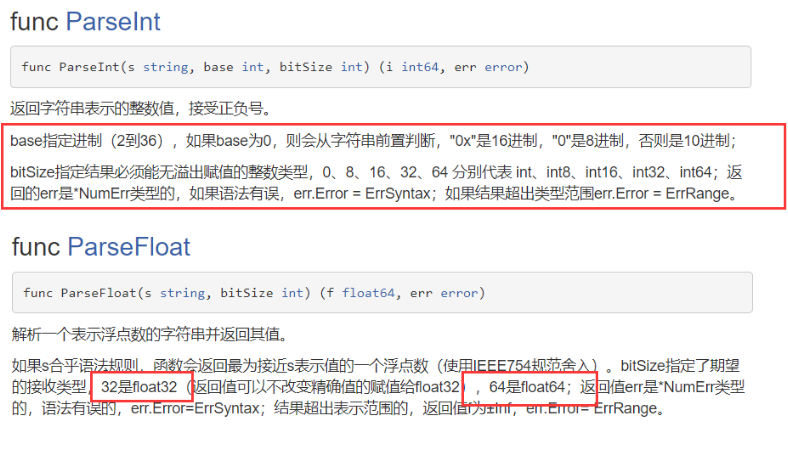 func ParseInt
func ParseInt(s string, base int, bitSize int) (i int64, err error)
返回字符串表示的整数值，接受正负号。
base指定进制（2到36），如果base为0，则会从字符串前置判断，"0x"是16进制，"0"是8进制，否则是10进制；
bitSize指定结果必须能无溢出赋值的整数类型，0、8、16、32、64 分别代表 int、int8、int16、int32、int64；返
回的err是*NumErr类型的，如果语法有误，err.Error = ErrSyntax；如果结果超出类型范围err.Error = ErrRange。
func ParseFloat
func ParseFloat(s string, bitSize int) (f float64, err error)
解析一个表示浮点数的字符串并返回其值。
如果s合乎语法规则，函数会返回最为接近s表示值的一个浮点数（使用IEEE754规范舍入）。bitSize指定了期望
的接收类型，32是float32（返回值可以不改变精确值的赋值给float32），64是float64；返回值err是*NumErr类型
的，语法有误的，err.Error=ErrSyntax；结果超出表示范围的，返回值f为±Inf，err.Error= ErrRange。